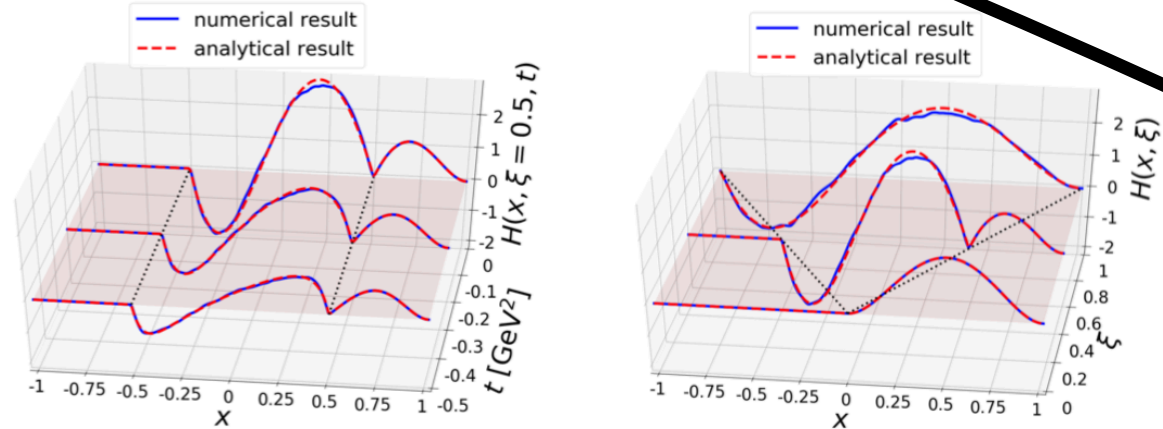 numerical result
analytical result
2
1
0
-1
-2
H(x, ξ = 0.5, t)
0
-0.1
-0.2
-0.3
-0.4
-0.5
t [GeV²]
-1 -0.75 -0.5 -0.25 0 0.25 0.5 0.75 1
x
numerical result
analytical result
2
1
0
-1
-2
H(x, ξ)
1
0.8
0.6
0.4
0.2
0
ξ
-1 -0.75 -0.5 -0.25 0 0.25 0.5 0.75 1
x